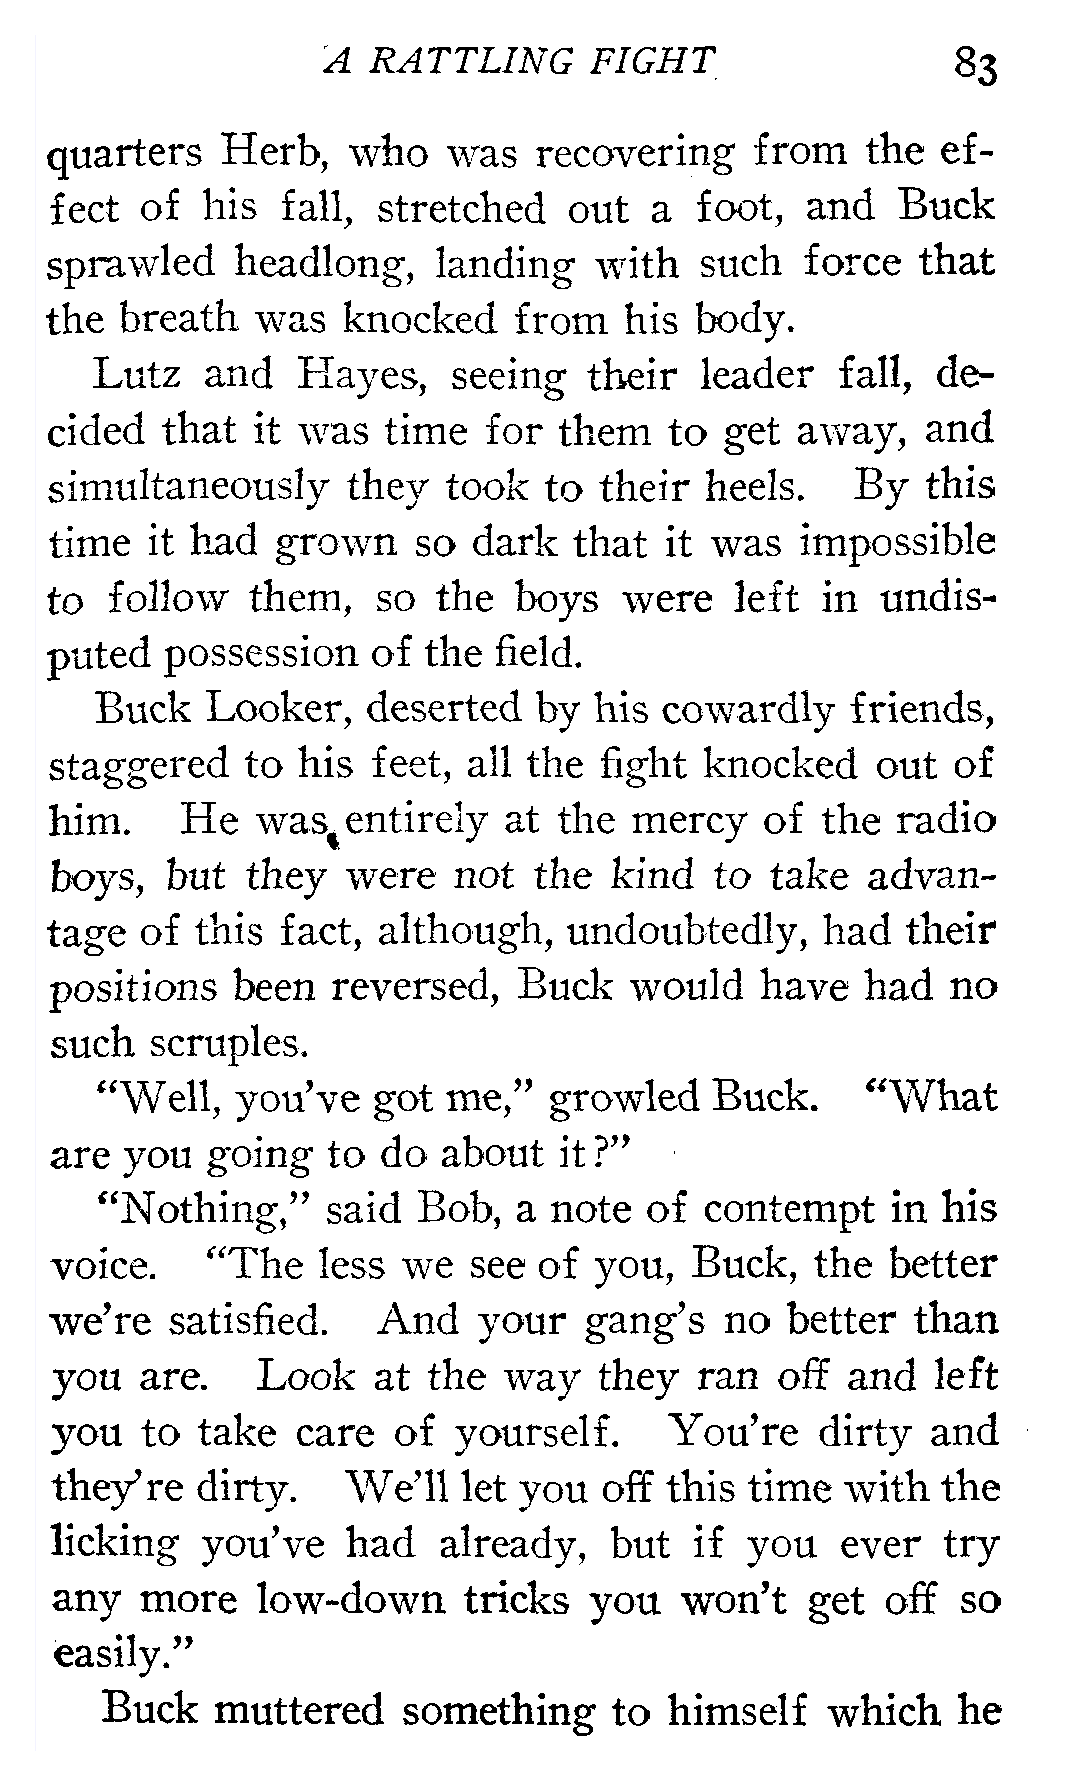 A RATTLING FIGHT 83
quarters Herb, who was recovering from the ef-
fect of his fall, stretched out a foot, and Buck
sprawled headlong, landing with such force that
the breath was knocked from his body.
Lutz and Hayes, seeing their leader fall, de-
cided that it was time for them to get away, and
simultaneously they took to their heels. By this
time it had grown so dark that it was impossible
to follow them, so the boys were left in undis-
puted possession of the field.
Buck Looker, deserted by his cowardly friends,
staggered to his feet, all the fight knocked out of
him. He was entirely at the mercy of the radio
boys, but they were not the kind to take advan-
tage of this fact, although, undoubtedly, had their
positions been reversed, Buck would have had no
such scruples.
"Well, you've got me," growled Buck. "What
are you going to do about it?"
"Nothing," said Bob, a note of contempt in his
voice. "The less we see of you, Buck, the better
we're satisfied. And your gang's no better than
you are. Look at the way they ran off and left
you to take care of yourself. You're dirty and
they're dirty. We'll let you off this time with the
licking you've had already, but if you ever try
any more low-down tricks you won't get off so
easily."
Buck muttered something to himself which he